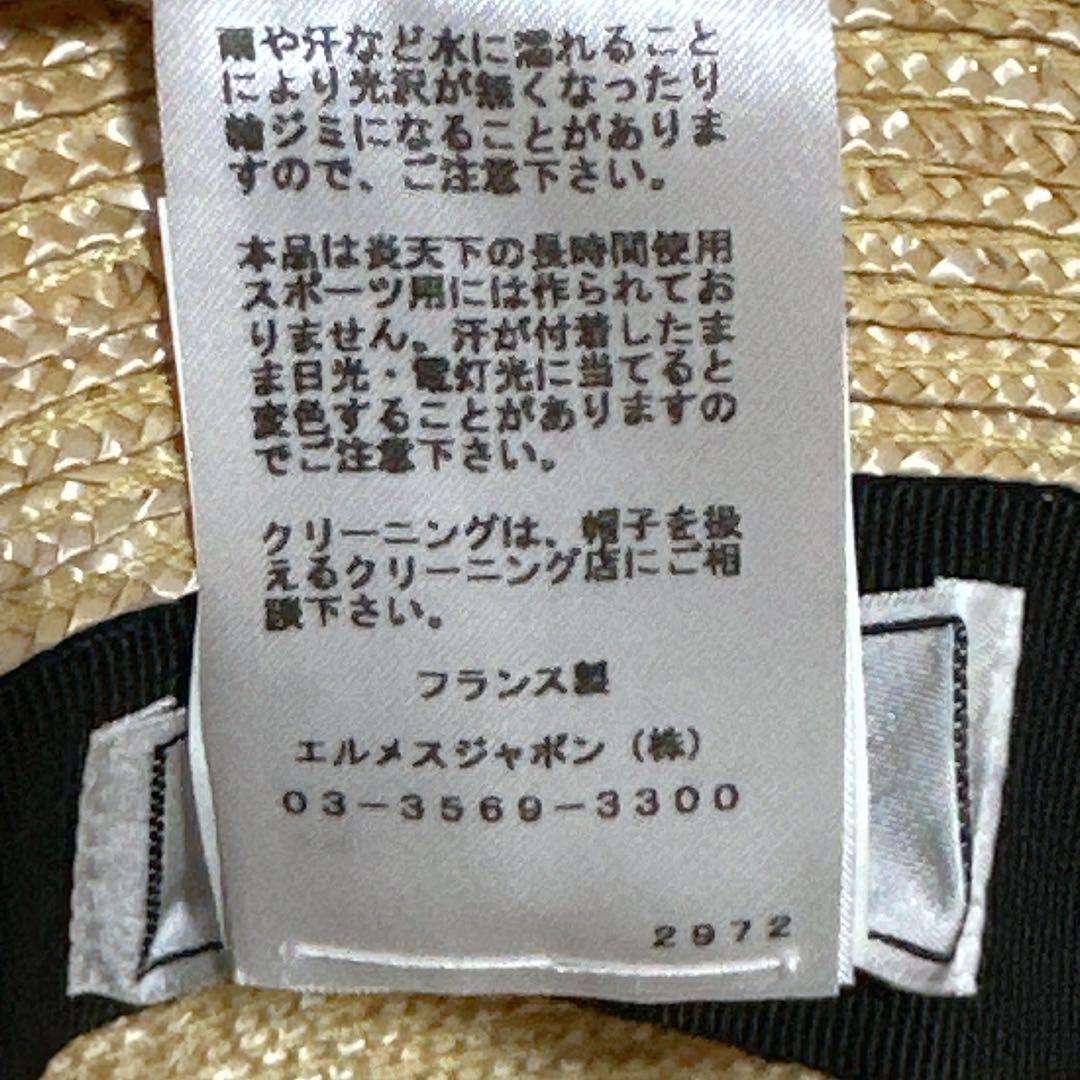 雨や汗など水に濡れること
により光沢が無くなったり
輪ジミになることがありま
すので、ご注意下さい。
本品は炎天下の長時間使用
スポーツ用には作られてお
りません。汗が付着したま
ま日光・電灯光に当てると
変色することがありますの
でご注意下さい。
クリーニングは、帽子を扱
えるクリーニング店にご相
談下さい。
フランス製
エルメスジャポン（株）
03-3569-3300
2972